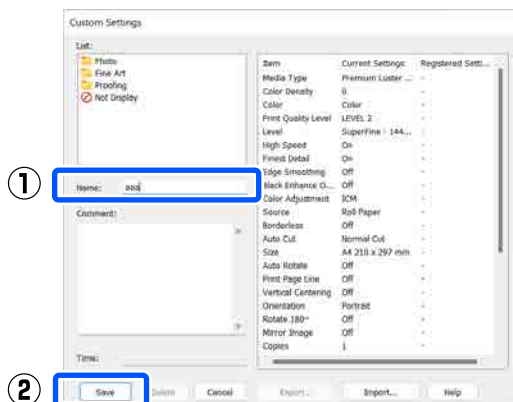 Custom Settings
List:
Photo
Fine Art
Proofing
Not Display
① Name: aaa
Comment:
Time:
② Save Delete Cancel Export... Import... Help
Item Current Settings Registered Setti...
Media Type Premium Luster ... -
Color Density 0 -
Color Color -
Print Quality Level LEVEL 2 -
Level SuperFine - 144... -
High Speed On -
Finest Detail On -
Edge Smoothing Off -
Black Enhance O... Off -
Color Adjustment ICM -
Source Roll Paper -
Borderless Off -
Auto Cut Normal Cut -
Size A4 210 x 297 mm -
Auto Rotate Off -
Print Page Line Off -
Vertical Centering Off -
Orientation Portrait -
Rotate 180° Off -
Mirror Image Off -
Copies 1 -